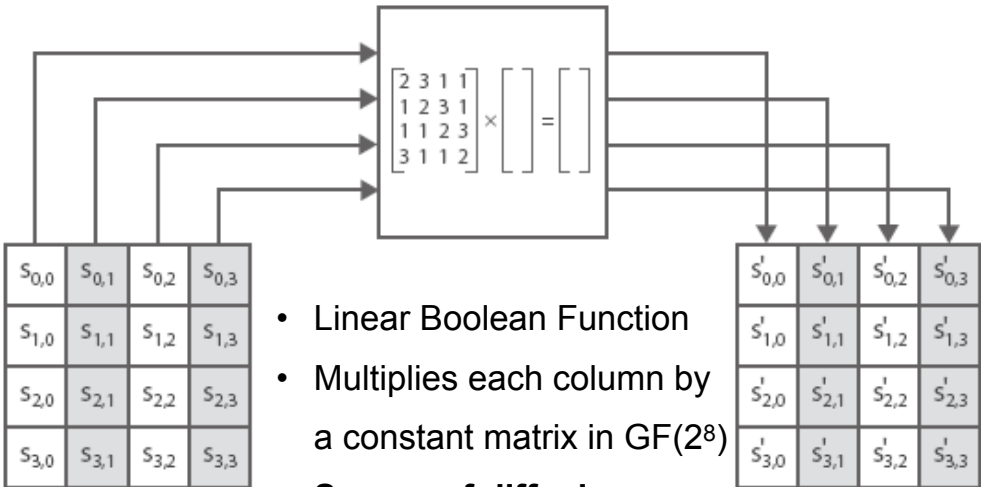 2 3 1 1
1 2 3 1
1 1 2 3
3 1 1 2
× =
S0,0 S0,1 S0,2 S0,3
S1,0 S1,1 S1,2 S1,3
S2,0 S2,1 S2,2 S2,3
S3,0 S3,1 S3,2 S3,3
• Linear Boolean Function
• Multiplies each column by
a constant matrix in GF(2⁸)
S'0,0 S'0,1 S'0,2 S'0,3
S'1,0 S'1,1 S'1,2 S'1,3
S'2,0 S'2,1 S'2,2 S'2,3
S'3,0 S'3,1 S'3,2 S'3,3